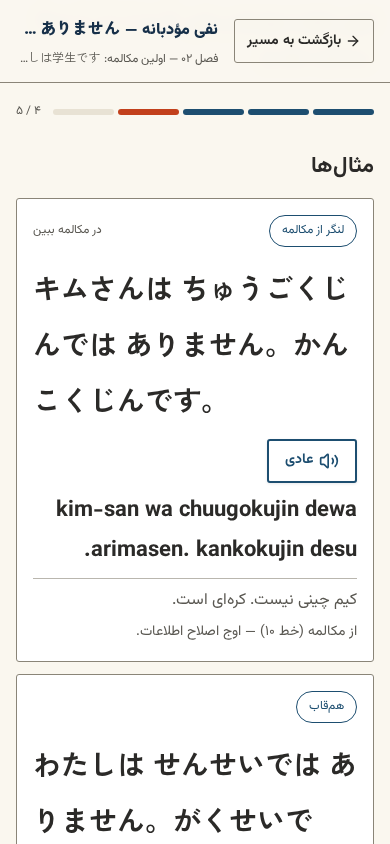 بازگشت به مسیر →
نفی مؤدبانه — ありません ...
فصل ۰۲ — اولین مکالمه: しは学生です...
۴ / ۵
مثال‌ها
لنگر از مکالمه
در مکالمه ببین
キムさんは ちゅうごくじ
んでは ありません。かん
こくじんです。
عادی
kim-san wa chuugokujin dewa
arimasen. kankokujin desu.
کیم چینی نیست. کره‌ای است.
از مکالمه (خط ۱۰) — اوج اصلاح اطلاعات.
هم‌قاب
わたしは せんせいでは あ
りません。がくせいで